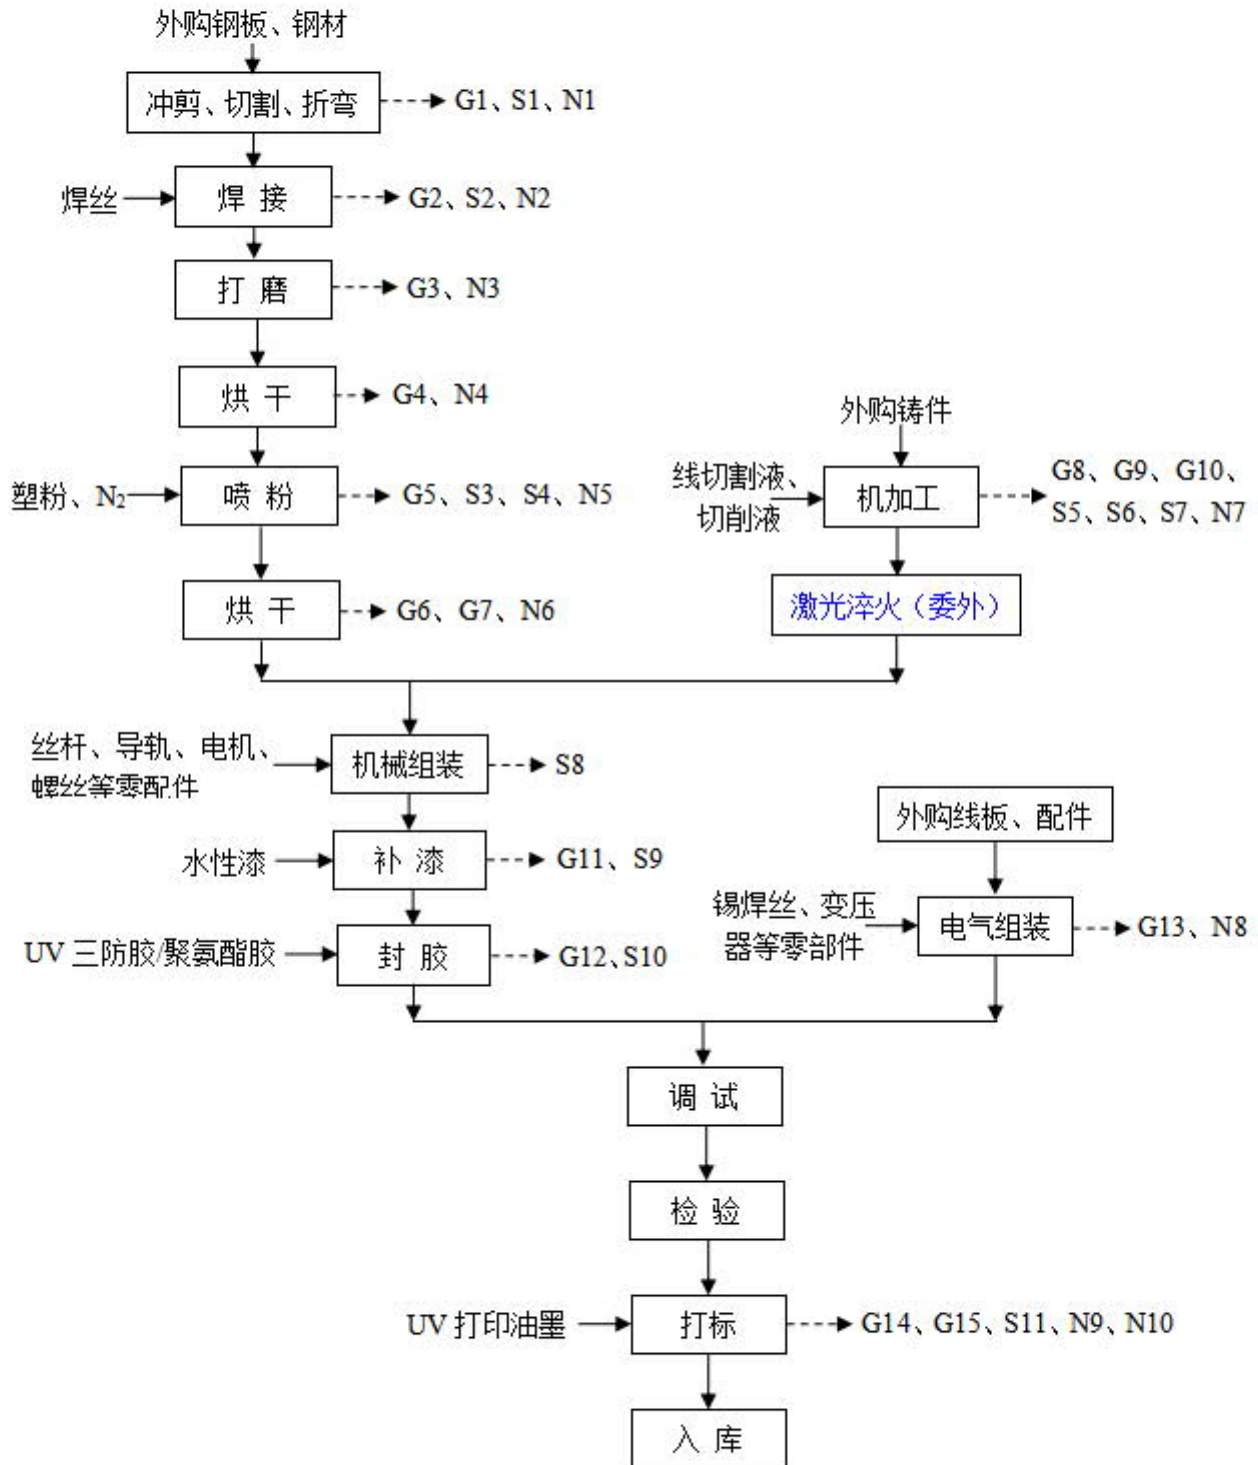 外购钢板、钢材
冲剪、切割、折弯
G1、S1、N1
焊丝
焊 接
G2、S2、N2
打 磨
G3、N3
烘 干
G4、N4
塑粉、N₂
喷 粉
G5、S3、S4、N5
烘 干
G6、G7、N6
外购铸件
线切割液、
切削液
机加工
G8、G9、G10、
S5、S6、S7、N7
激光淬火（委外）
丝杆、导轨、电机、
螺丝等零配件
机械组装
S8
水性漆
补 漆
G11、S9
UV 三防胶/聚氨酯胶
封 胶
G12、S10
外购线板、配件
锡焊丝、变压
器等零部件
电气组装
G13、N8
调 试
检 验
UV 打印油墨
打标
G14、G15、S11、N9、N10
入 库